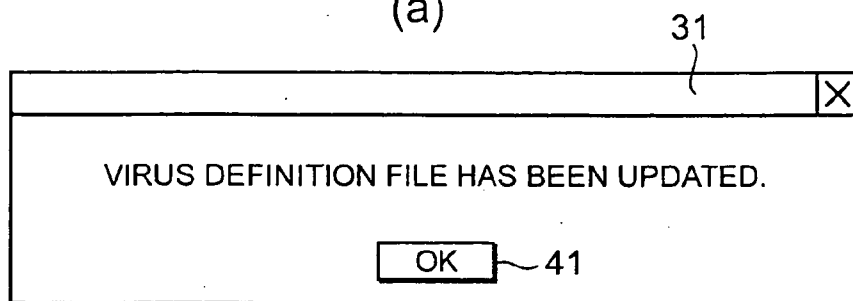 (a)
31
X
VIRUS DEFINITION FILE HAS BEEN UPDATED.
OK 41